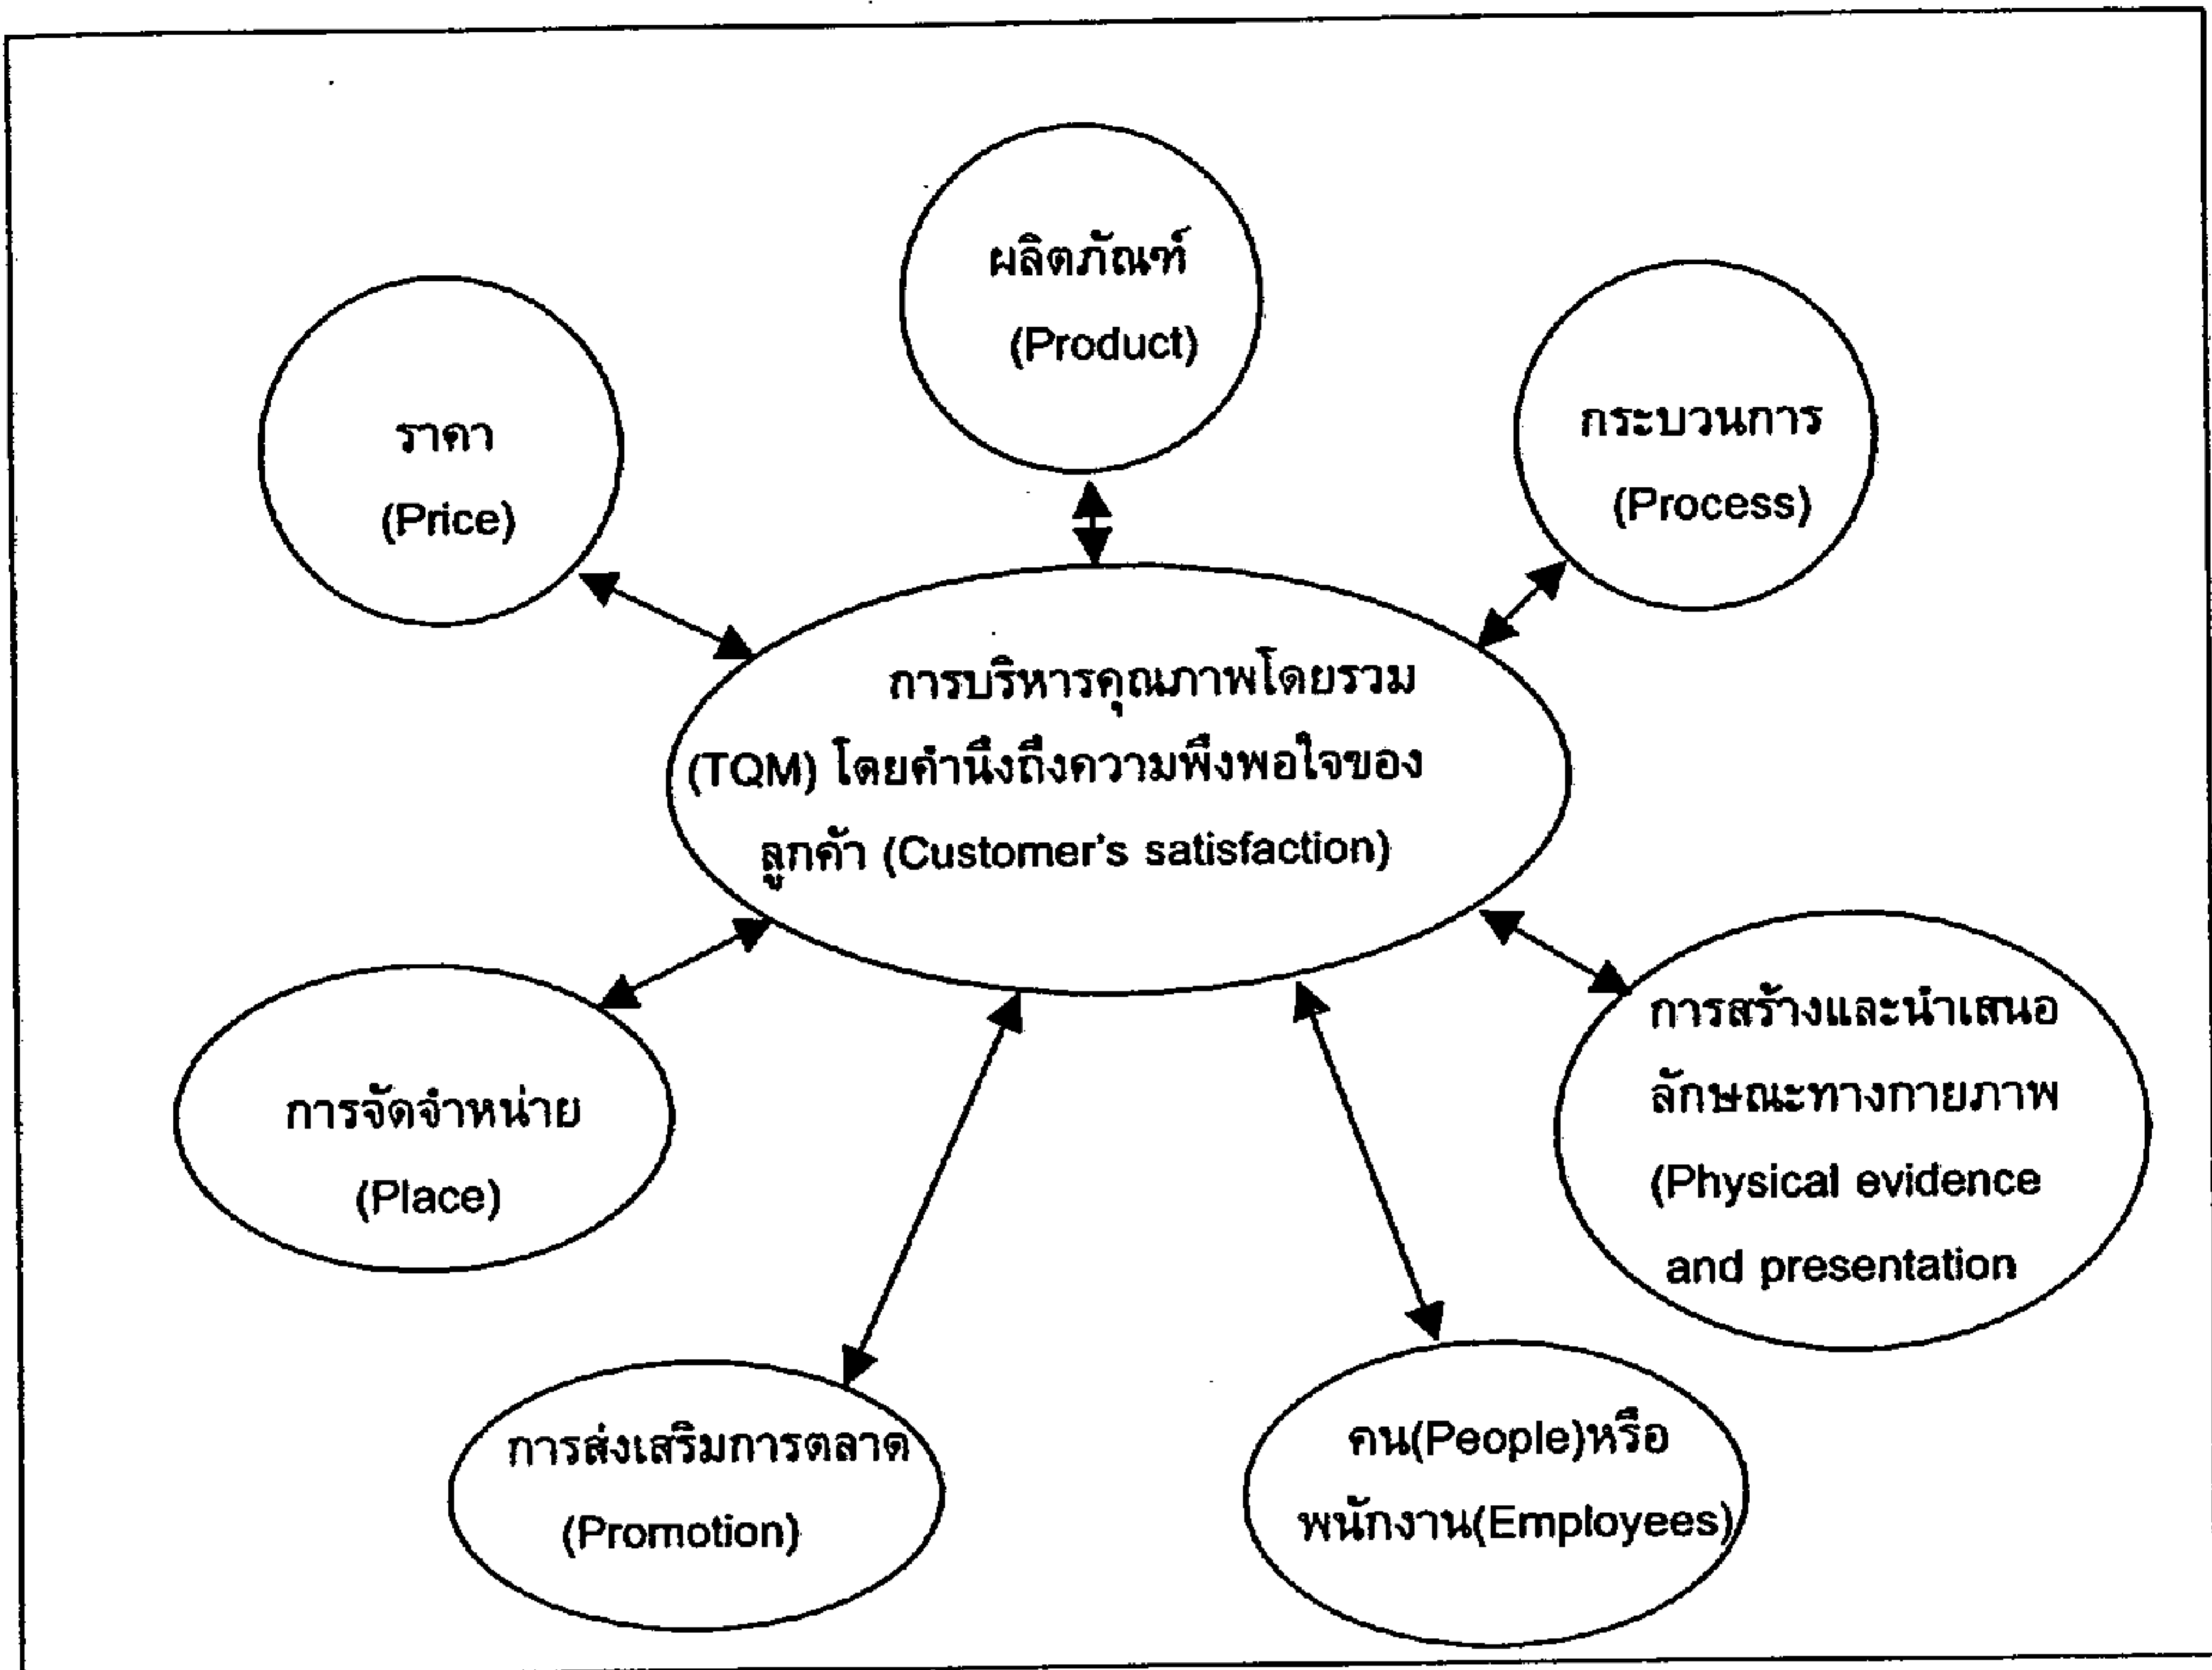 ผลิตภัณฑ์
(Product)
ราคา
(Price)
กระบวนการ
(Process)
การบริหารคุณภาพโดยรวม
(TQM) โดยคำนึงถึงความพึงพอใจของ
ลูกค้า (Customer's satisfaction)
การจัดจำหน่าย
(Place)
การสร้างและนำเสนอ
ลักษณะทางกายภาพ
(Physical evidence
and presentation
การส่งเสริมการตลาด
(Promotion)
คน(People)หรือ
พนักงาน(Employees)